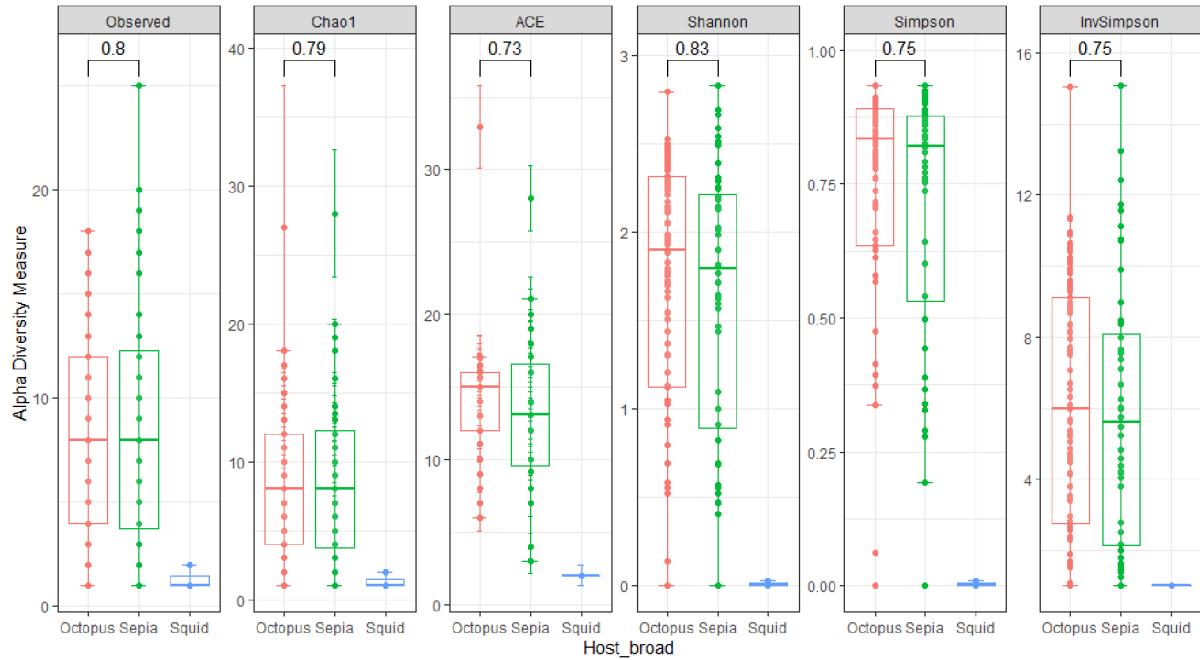 Observed Chao1 ACE Shannon Simpson InvSimpson
0.8 0.79 0.73 0.83 0.75 0.75
40 3 1.00 16
20 30 30 2 0.75 12
10 20 20 1 0.50 8
10 10 0.25 4
0 0 0 0 0.00
Alpha Diversity Measure
Octopus Sepia Squid Octopus Sepia Squid Octopus Sepia Squid Octopus Sepia Squid Octopus Sepia Squid Octopus Sepia Squid
Host_broad